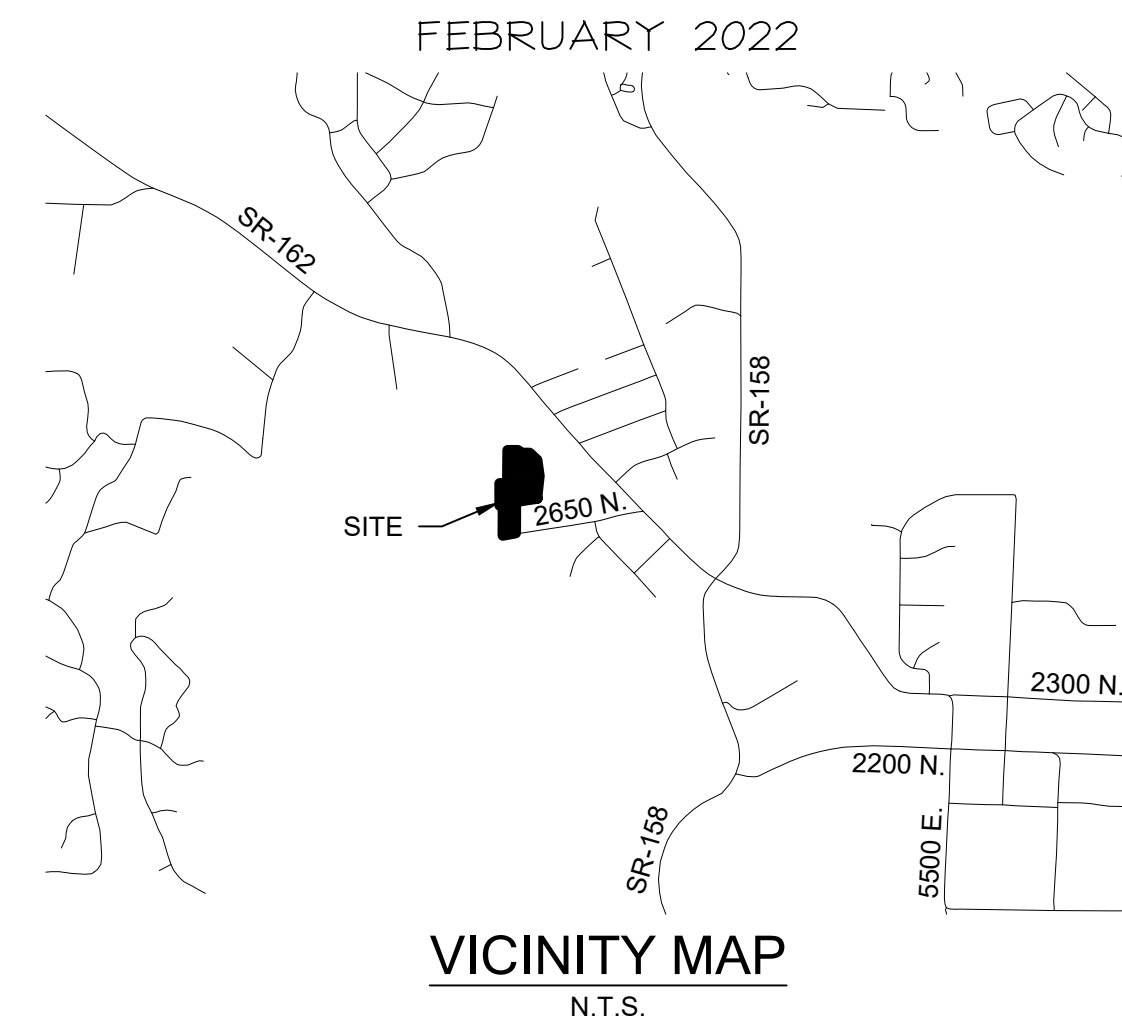 FEBRUARY 2022
SR-162
SR-158
2650 N.
SITE
2300 N.
2200 N.
SR-158
5500 E.
VICINITY MAP
N.T.S.